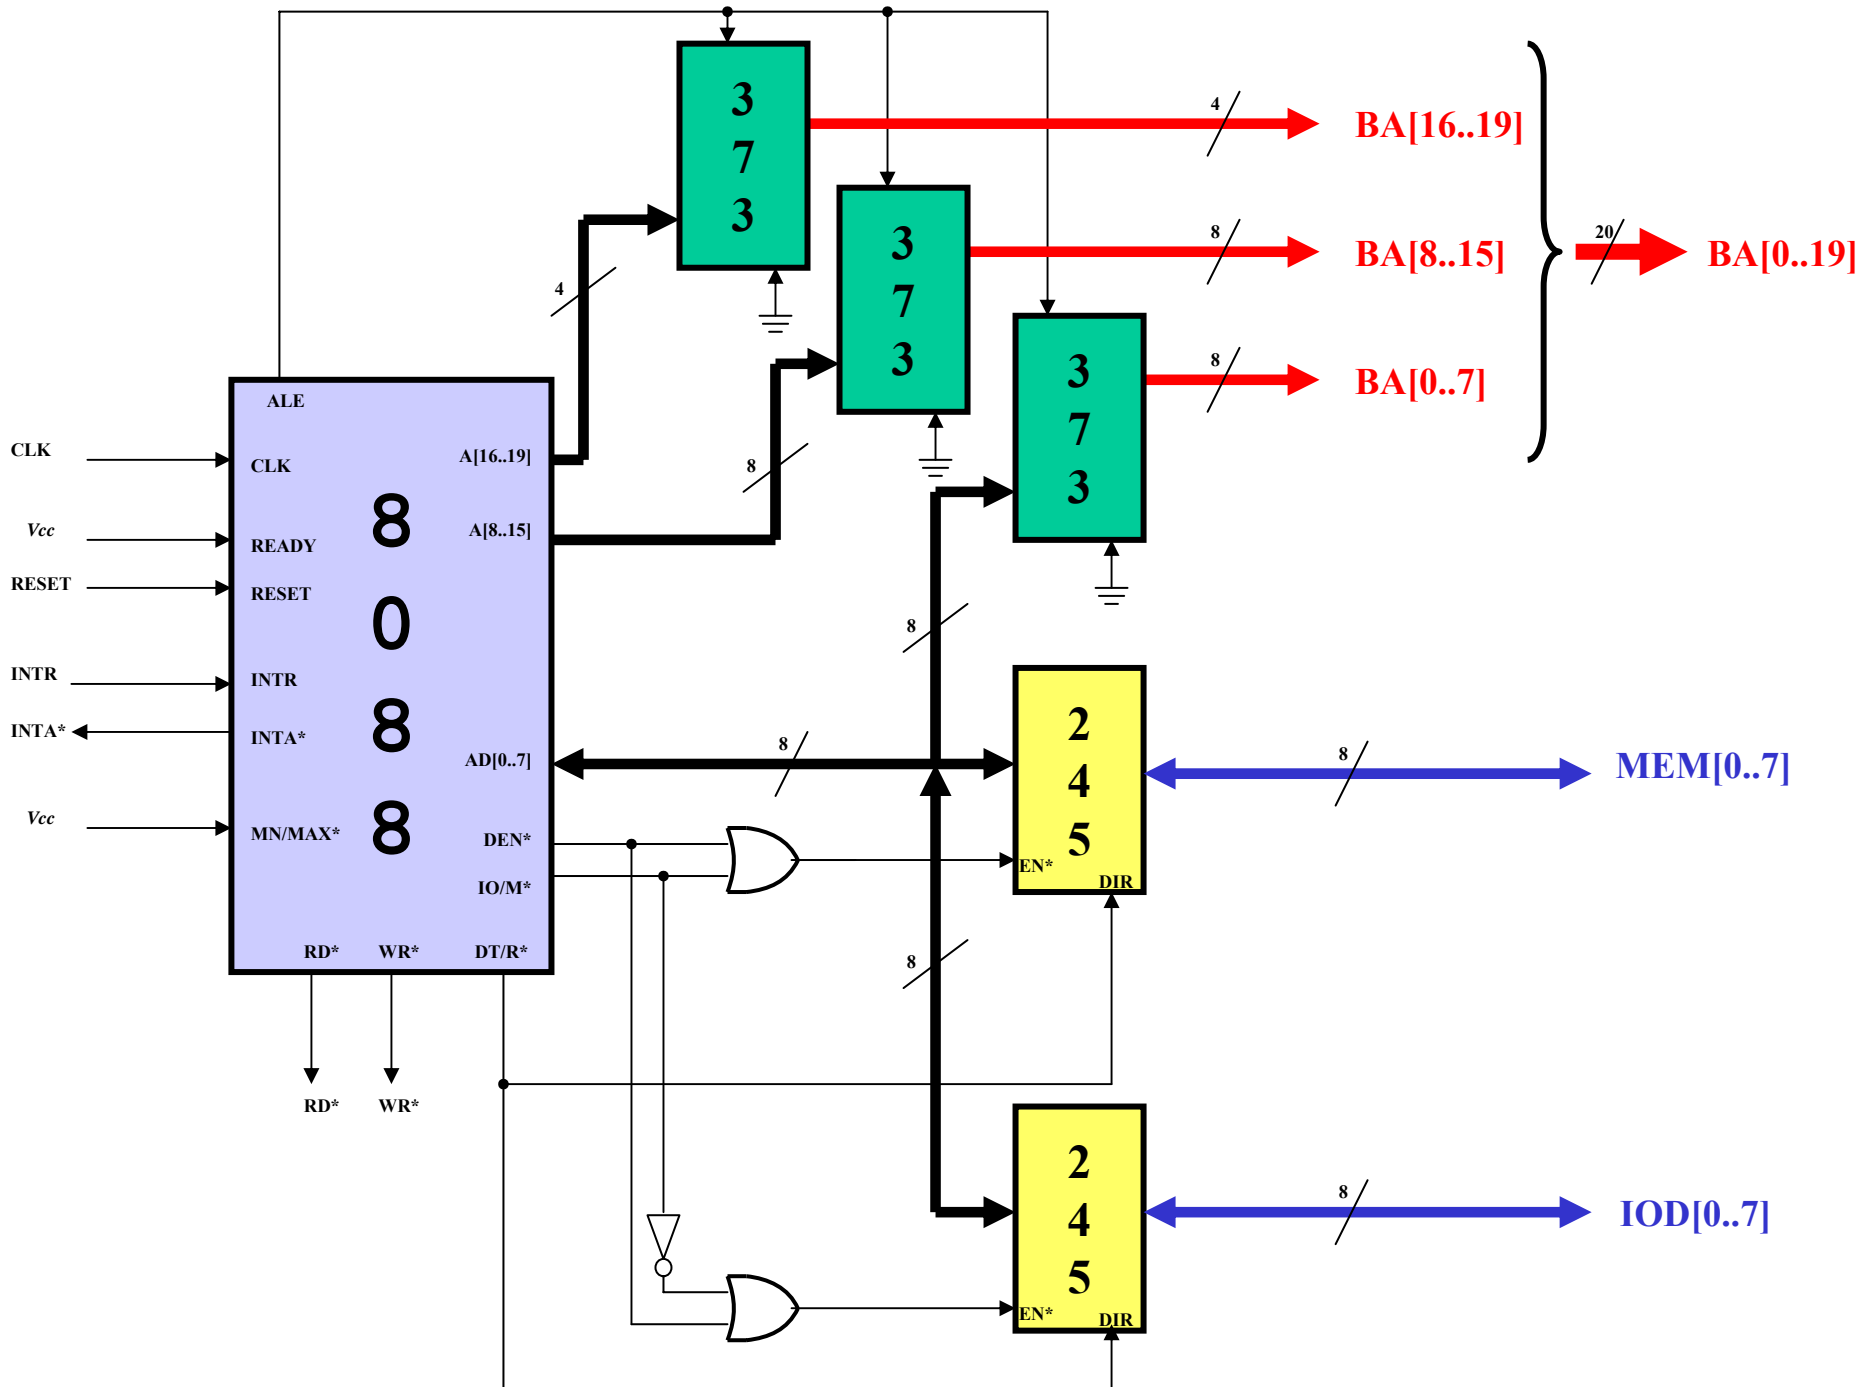 3
7
3
4
BA[16..19]
3
7
3
8
BA[8..15]
20
BA[0..19]
3
7
3
8
BA[0..7]
4
8
8
ALE
CLK
CLK
A[16..19]
Vcc
READY
A[8..15]
RESET
RESET
INTR
INTR
INTA*
INTA*
AD[0..7]
Vcc
MN/MAX*
DEN*
IO/M*
8
0
8
8
RD*
WR*
DT/R*
RD*
WR*
8
2
4
5
EN*
DIR
8
MEM[0..7]
8
2
4
5
EN*
DIR
8
IOD[0..7]